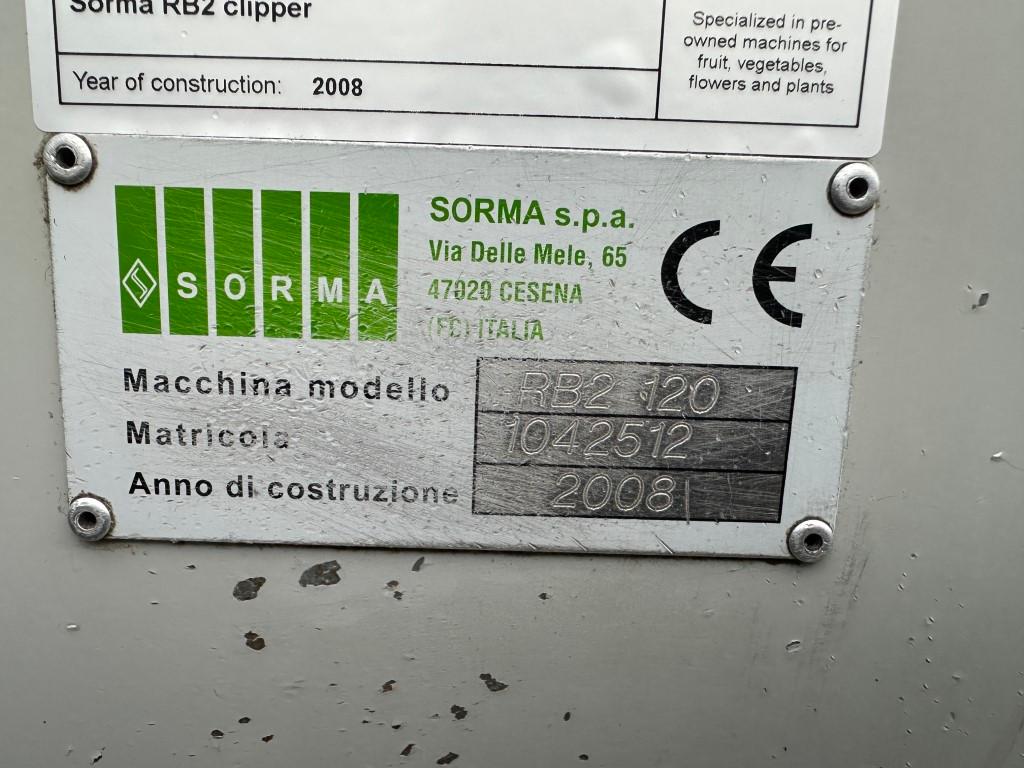 Sorma RB2 clipper
Year of construction: 2008
Specialized in pre-
owned machines for
fruit, vegetables,
flowers and plants
SORMA
SORMA s.p.a.
Via Delle Mele, 65
47020 CESENA
(FC) ITALIA
CE
Macchina modello RB2 120
Matricola 1042512
Anno di costruzione 2008